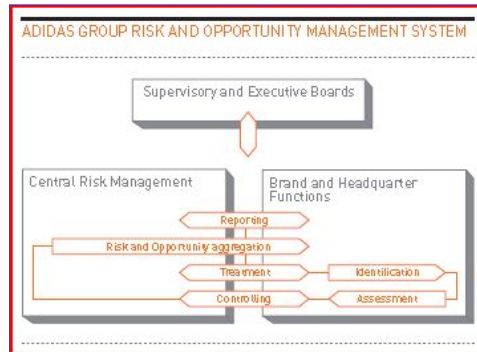 ADIDAS GROUP RISK AND OPPORTUNITY MANAGEMENT SYSTEM
Supervisory and Executive Boards
Central Risk Management
Brand and Headquarter
Functions
Reporting
Risk and Opportunity aggregation
Treatment
Identification
Controlling
Assessment